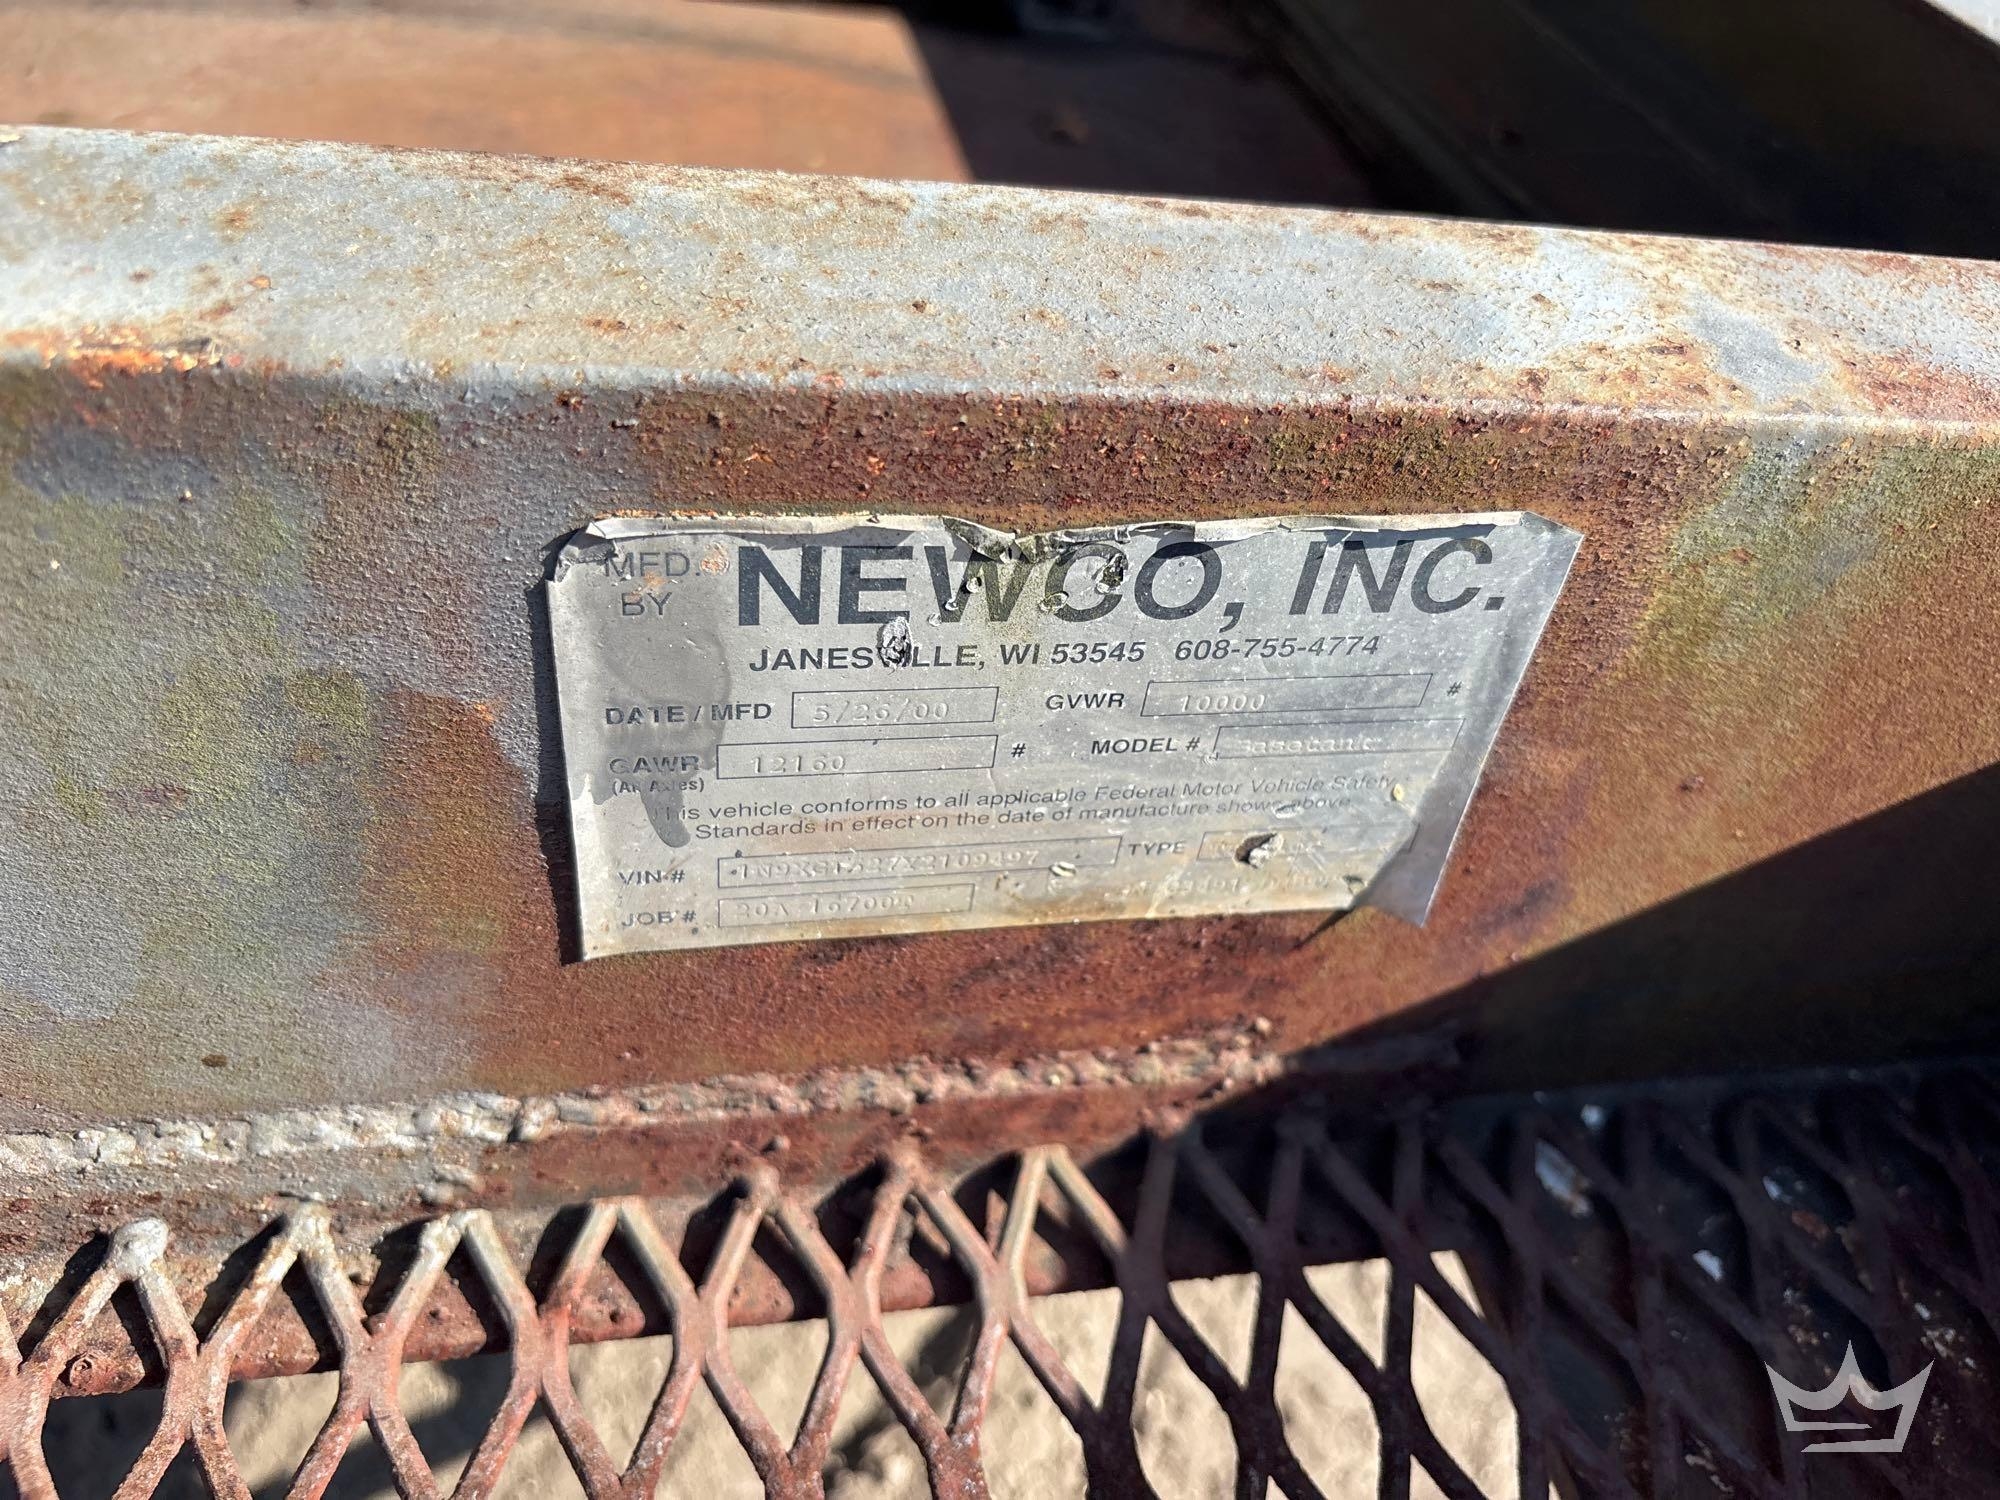 MFD. BY NEWCO, INC.
JANESVILLE, WI 53545 608-755-4774
DATE / MFD 5/26/00 GVWR 10000 #
GAWR 12160 # MODEL #
(All Axles)
This vehicle conforms to all applicable Federal Motor Vehicle Safety
Standards in effect on the date of manufacture shown above
VIN # TYPE
JOB #